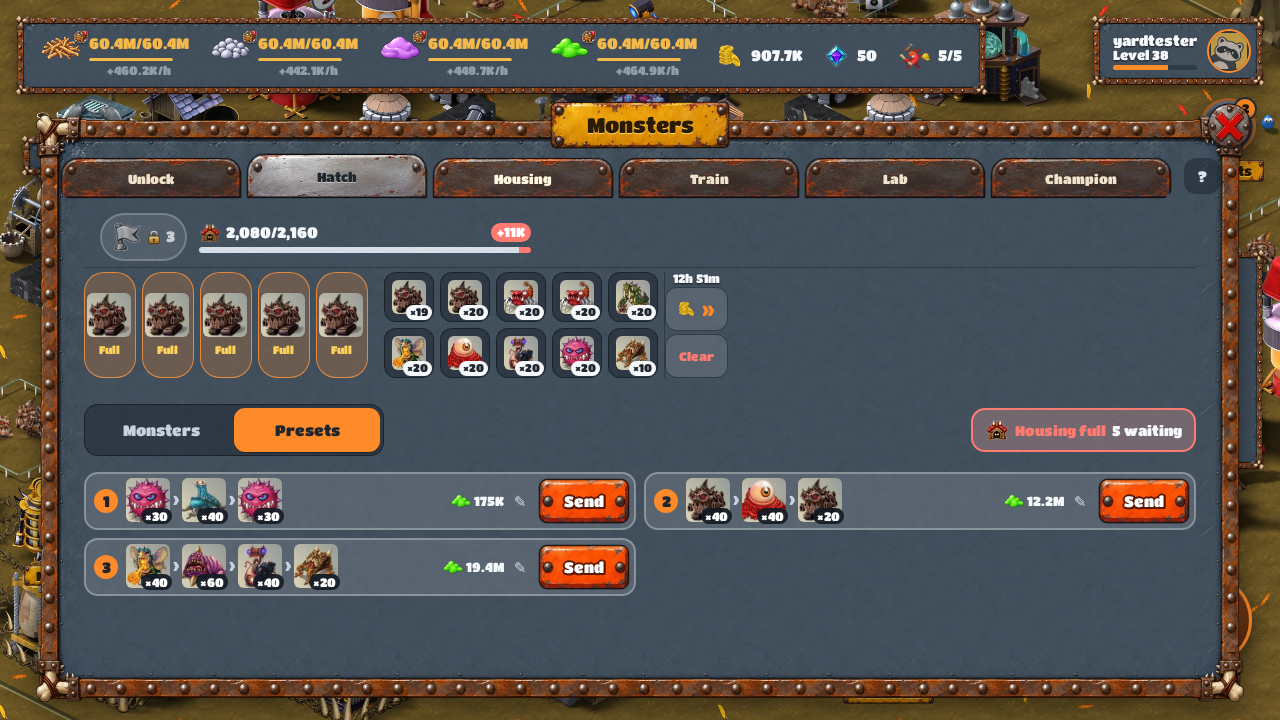 60.4M/60.4M
+460.2K/h
60.4M/60.4M
+442.1K/h
60.4M/60.4M
+448.7K/h
60.4M/60.4M
+464.9K/h
907.7K
50
5/5
yardtester
Level 38
Monsters
Unlock
Hatch
Housing
Train
Lab
Champion
?
3
2,080/2,160
+11K
Full
Full
Full
Full
Full
×19
×20
×20
×20
×20
×20
×20
×20
×20
×10
12h 51m
Clear
Monsters
Presets
Housing full 5 waiting
1
×30
×40
×30
175K
Send
2
×40
×40
×20
12.2M
Send
3
×40
×60
×40
×20
19.4M
Send